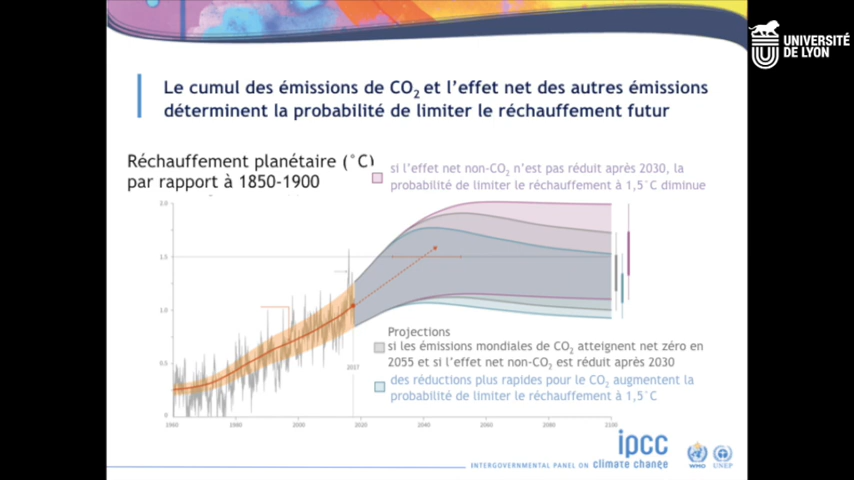 UNIVERSITÉ
DE LYON
Le cumul des émissions de CO2 et l'effet net des autres émissions
déterminent la probabilité de limiter le réchauffement futur
Réchauffement planétaire (°C)
par rapport à 1850-1900
si l'effet net non-CO2 n'est pas réduit après 2030, la
probabilité de limiter le réchauffement à 1,5°C diminue
2.0
1.5
1.0
0.5
0
2017
Projections
si les émissions mondiales de CO2 atteignent net zéro en
2055 et si l'effet net non-CO2 est réduit après 2030
des réductions plus rapides pour le CO2 augmentent la
probabilité de limiter le réchauffement à 1,5°C
1960 1980 2000 2020 2040 2060 2080 2100
ipcc
INTERGOVERNMENTAL PANEL ON climate change
WMO UNEP